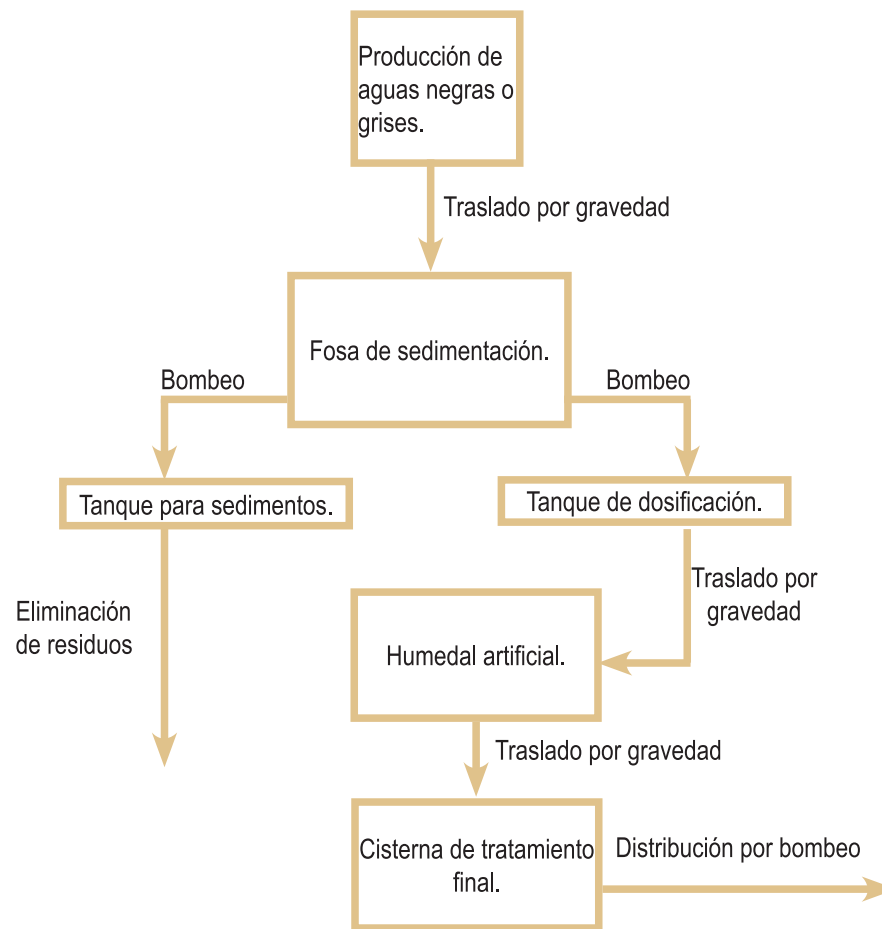 Producción de
aguas negras o
grises.
Traslado por gravedad
Fosa de sedimentación.
Bombeo
Bombeo
Tanque para sedimentos.
Tanque de dosificación.
Eliminación
de residuos
Traslado por
gravedad
Humedal artificial.
Traslado por gravedad
Cisterna de tratamiento
final.
Distribución por bombeo